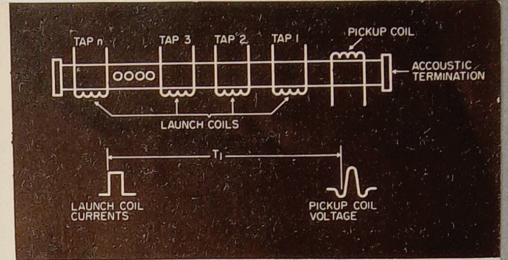 TAP n
TAP 3
TAP 2
TAP 1
PICKUP COIL
ACCOUSTIC
TERMINATION
LAUNCH COILS
T1
LAUNCH COIL
CURRENTS
PICKUP COIL
VOLTAGE